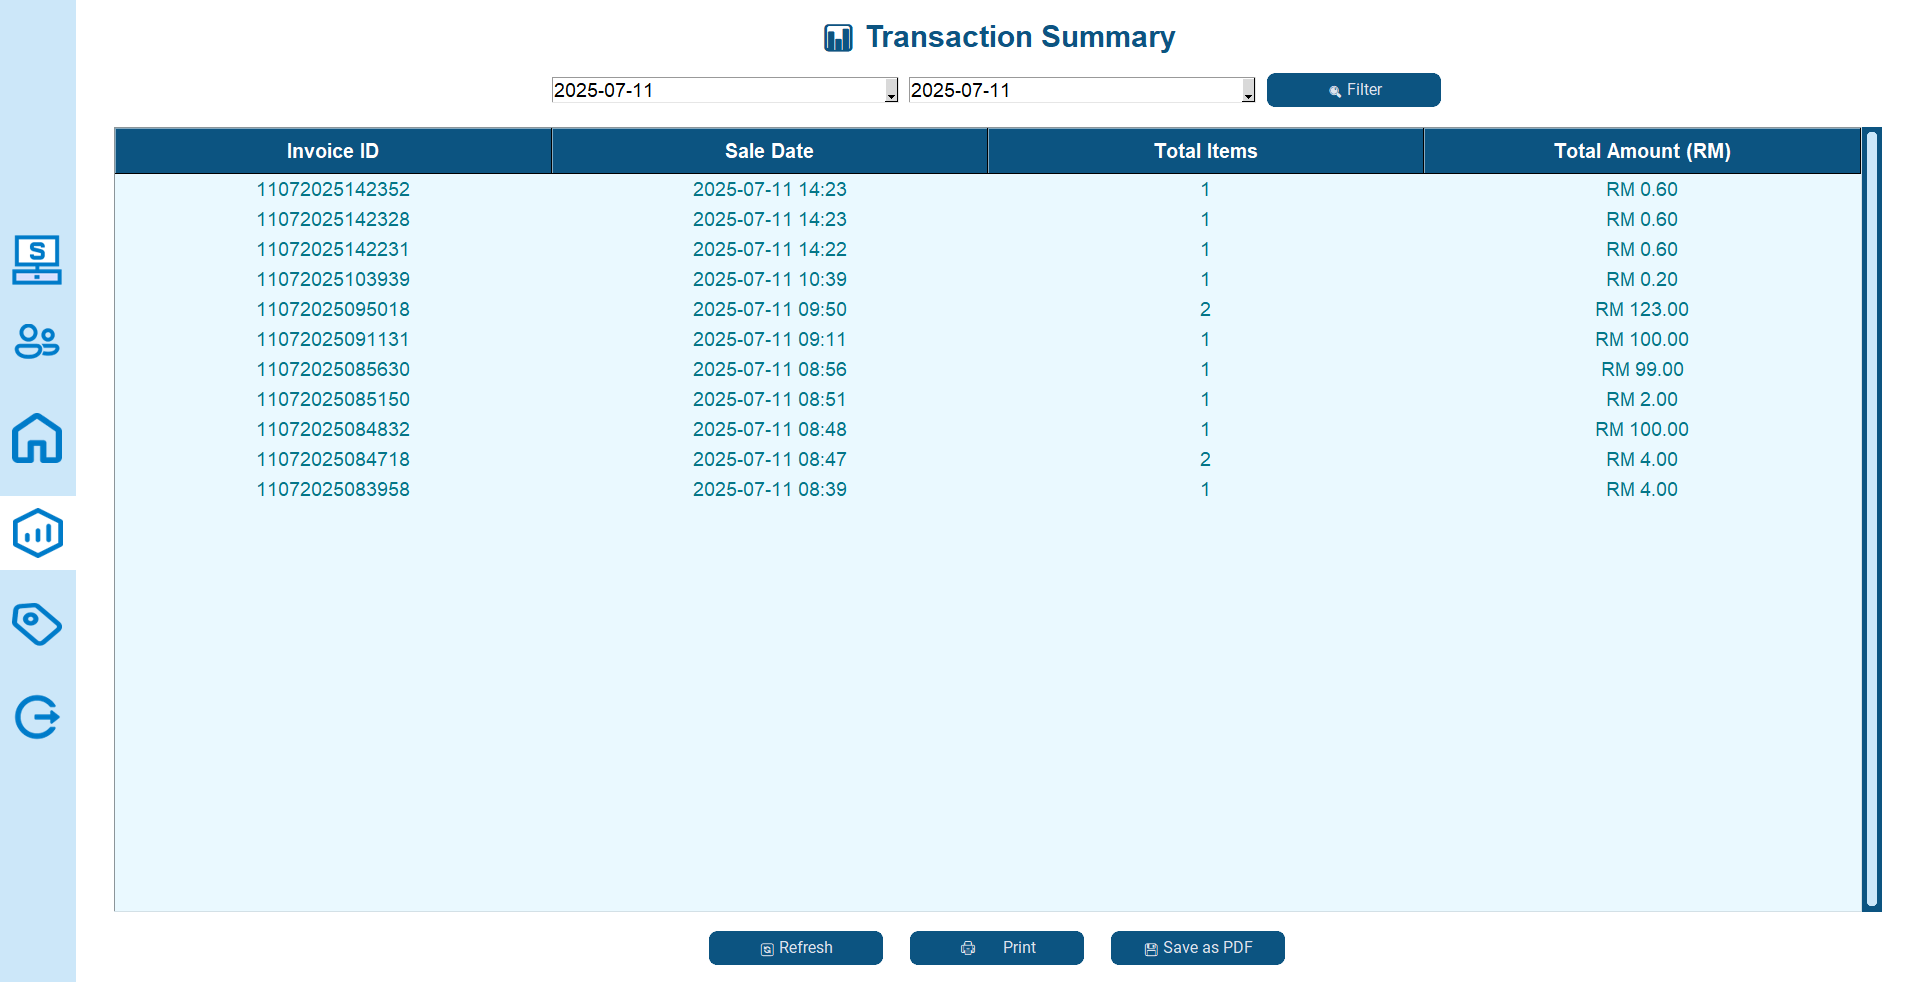 Transaction Summary
2025-07-11 2025-07-11 Filter
Invoice ID Sale Date Total Items Total Amount (RM)
11072025142352 2025-07-11 14:23 1 RM 0.60
11072025142328 2025-07-11 14:23 1 RM 0.60
11072025142231 2025-07-11 14:22 1 RM 0.60
11072025103939 2025-07-11 10:39 1 RM 0.20
11072025095018 2025-07-11 09:50 2 RM 123.00
11072025091131 2025-07-11 09:11 1 RM 100.00
11072025085630 2025-07-11 08:56 1 RM 99.00
11072025085150 2025-07-11 08:51 1 RM 2.00
11072025084832 2025-07-11 08:48 1 RM 100.00
11072025084718 2025-07-11 08:47 2 RM 4.00
11072025083958 2025-07-11 08:39 1 RM 4.00
S
Refresh Print Save as PDF